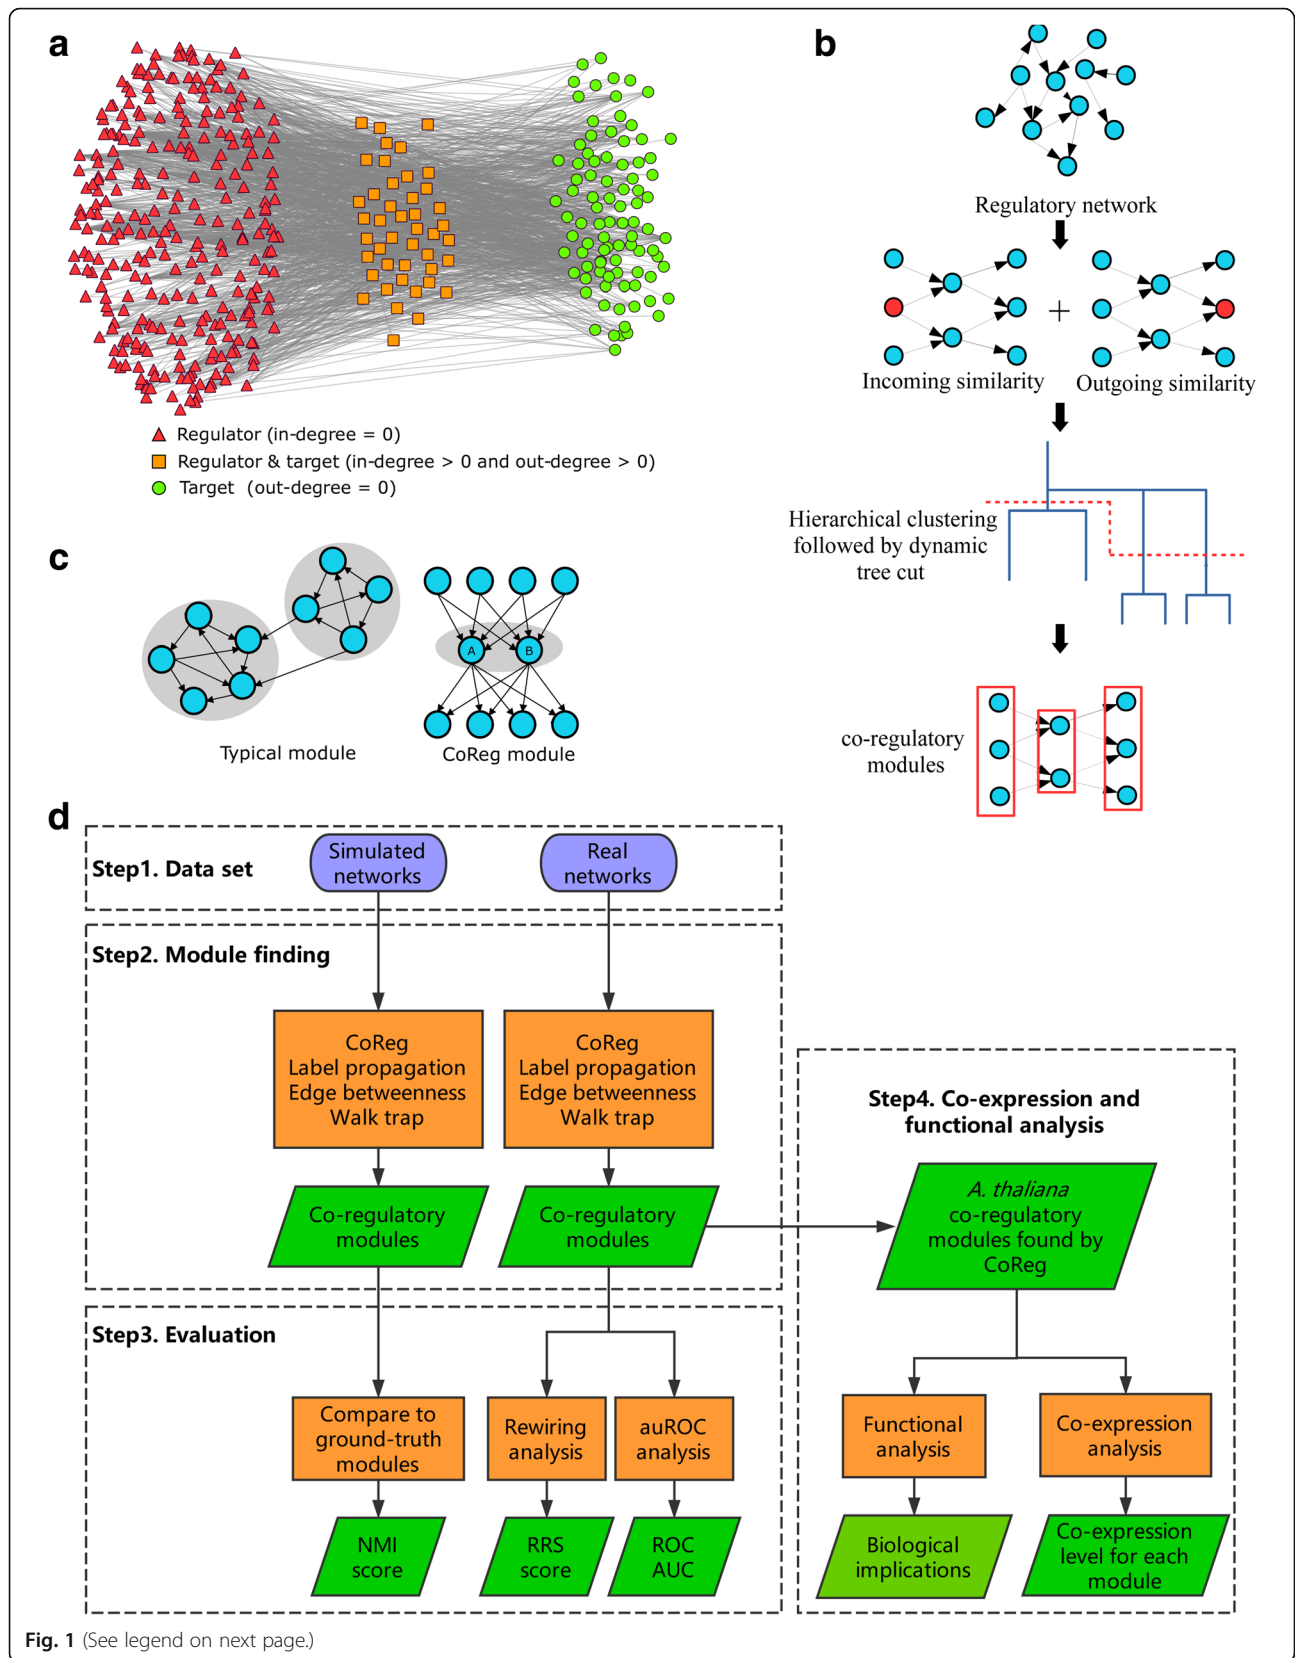 a
Regulator (in-degree = 0)
Regulator & target (in-degree > 0 and out-degree > 0)
Target (out-degree = 0)
b
Regulatory network
+
Incoming similarity
Outgoing similarity
Hierarchical clustering
followed by dynamic
tree cut
co-regulatory
modules
c
A
B
Typical module
CoReg module
d
Step1. Data set
Simulated
networks
Real
networks
Step2. Module finding
CoReg
Label propagation
Edge betweenness
Walk trap
CoReg
Label propagation
Edge betweenness
Walk trap
Co-regulatory
modules
Co-regulatory
modules
Step3. Evaluation
Compare to
ground-truth
modules
Rewiring
analysis
auROC
analysis
NMI
score
RRS
score
ROC
AUC
Step4. Co-expression and
functional analysis
A. thaliana
co-regulatory
modules found by
CoReg
Functional
analysis
Co-expression
analysis
Biological
implications
Co-expression
level for each
module
Fig. 1 (See legend on next page.)